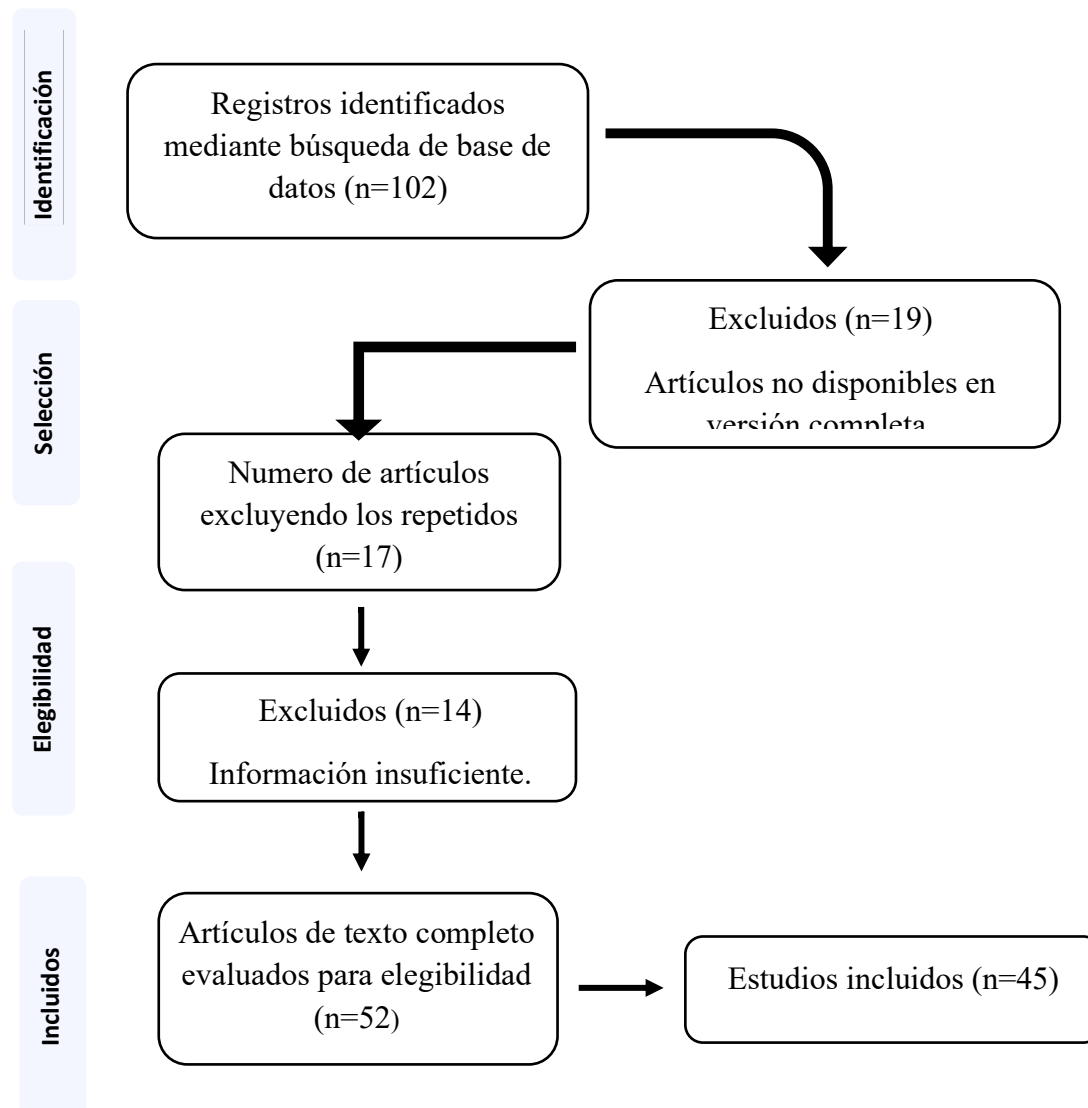 Identificación
Registros identificados
mediante búsqueda de base de
datos (n=102)
Selección
Excluidos (n=19)
Artículos no disponibles en
versión completa
Numero de artículos
excluyendo los repetidos
(n=17)
Elegibilidad
Excluidos (n=14)
Información insuficiente.
Incluidos
Artículos de texto completo
evaluados para elegibilidad
(n=52)
Estudios incluidos (n=45)